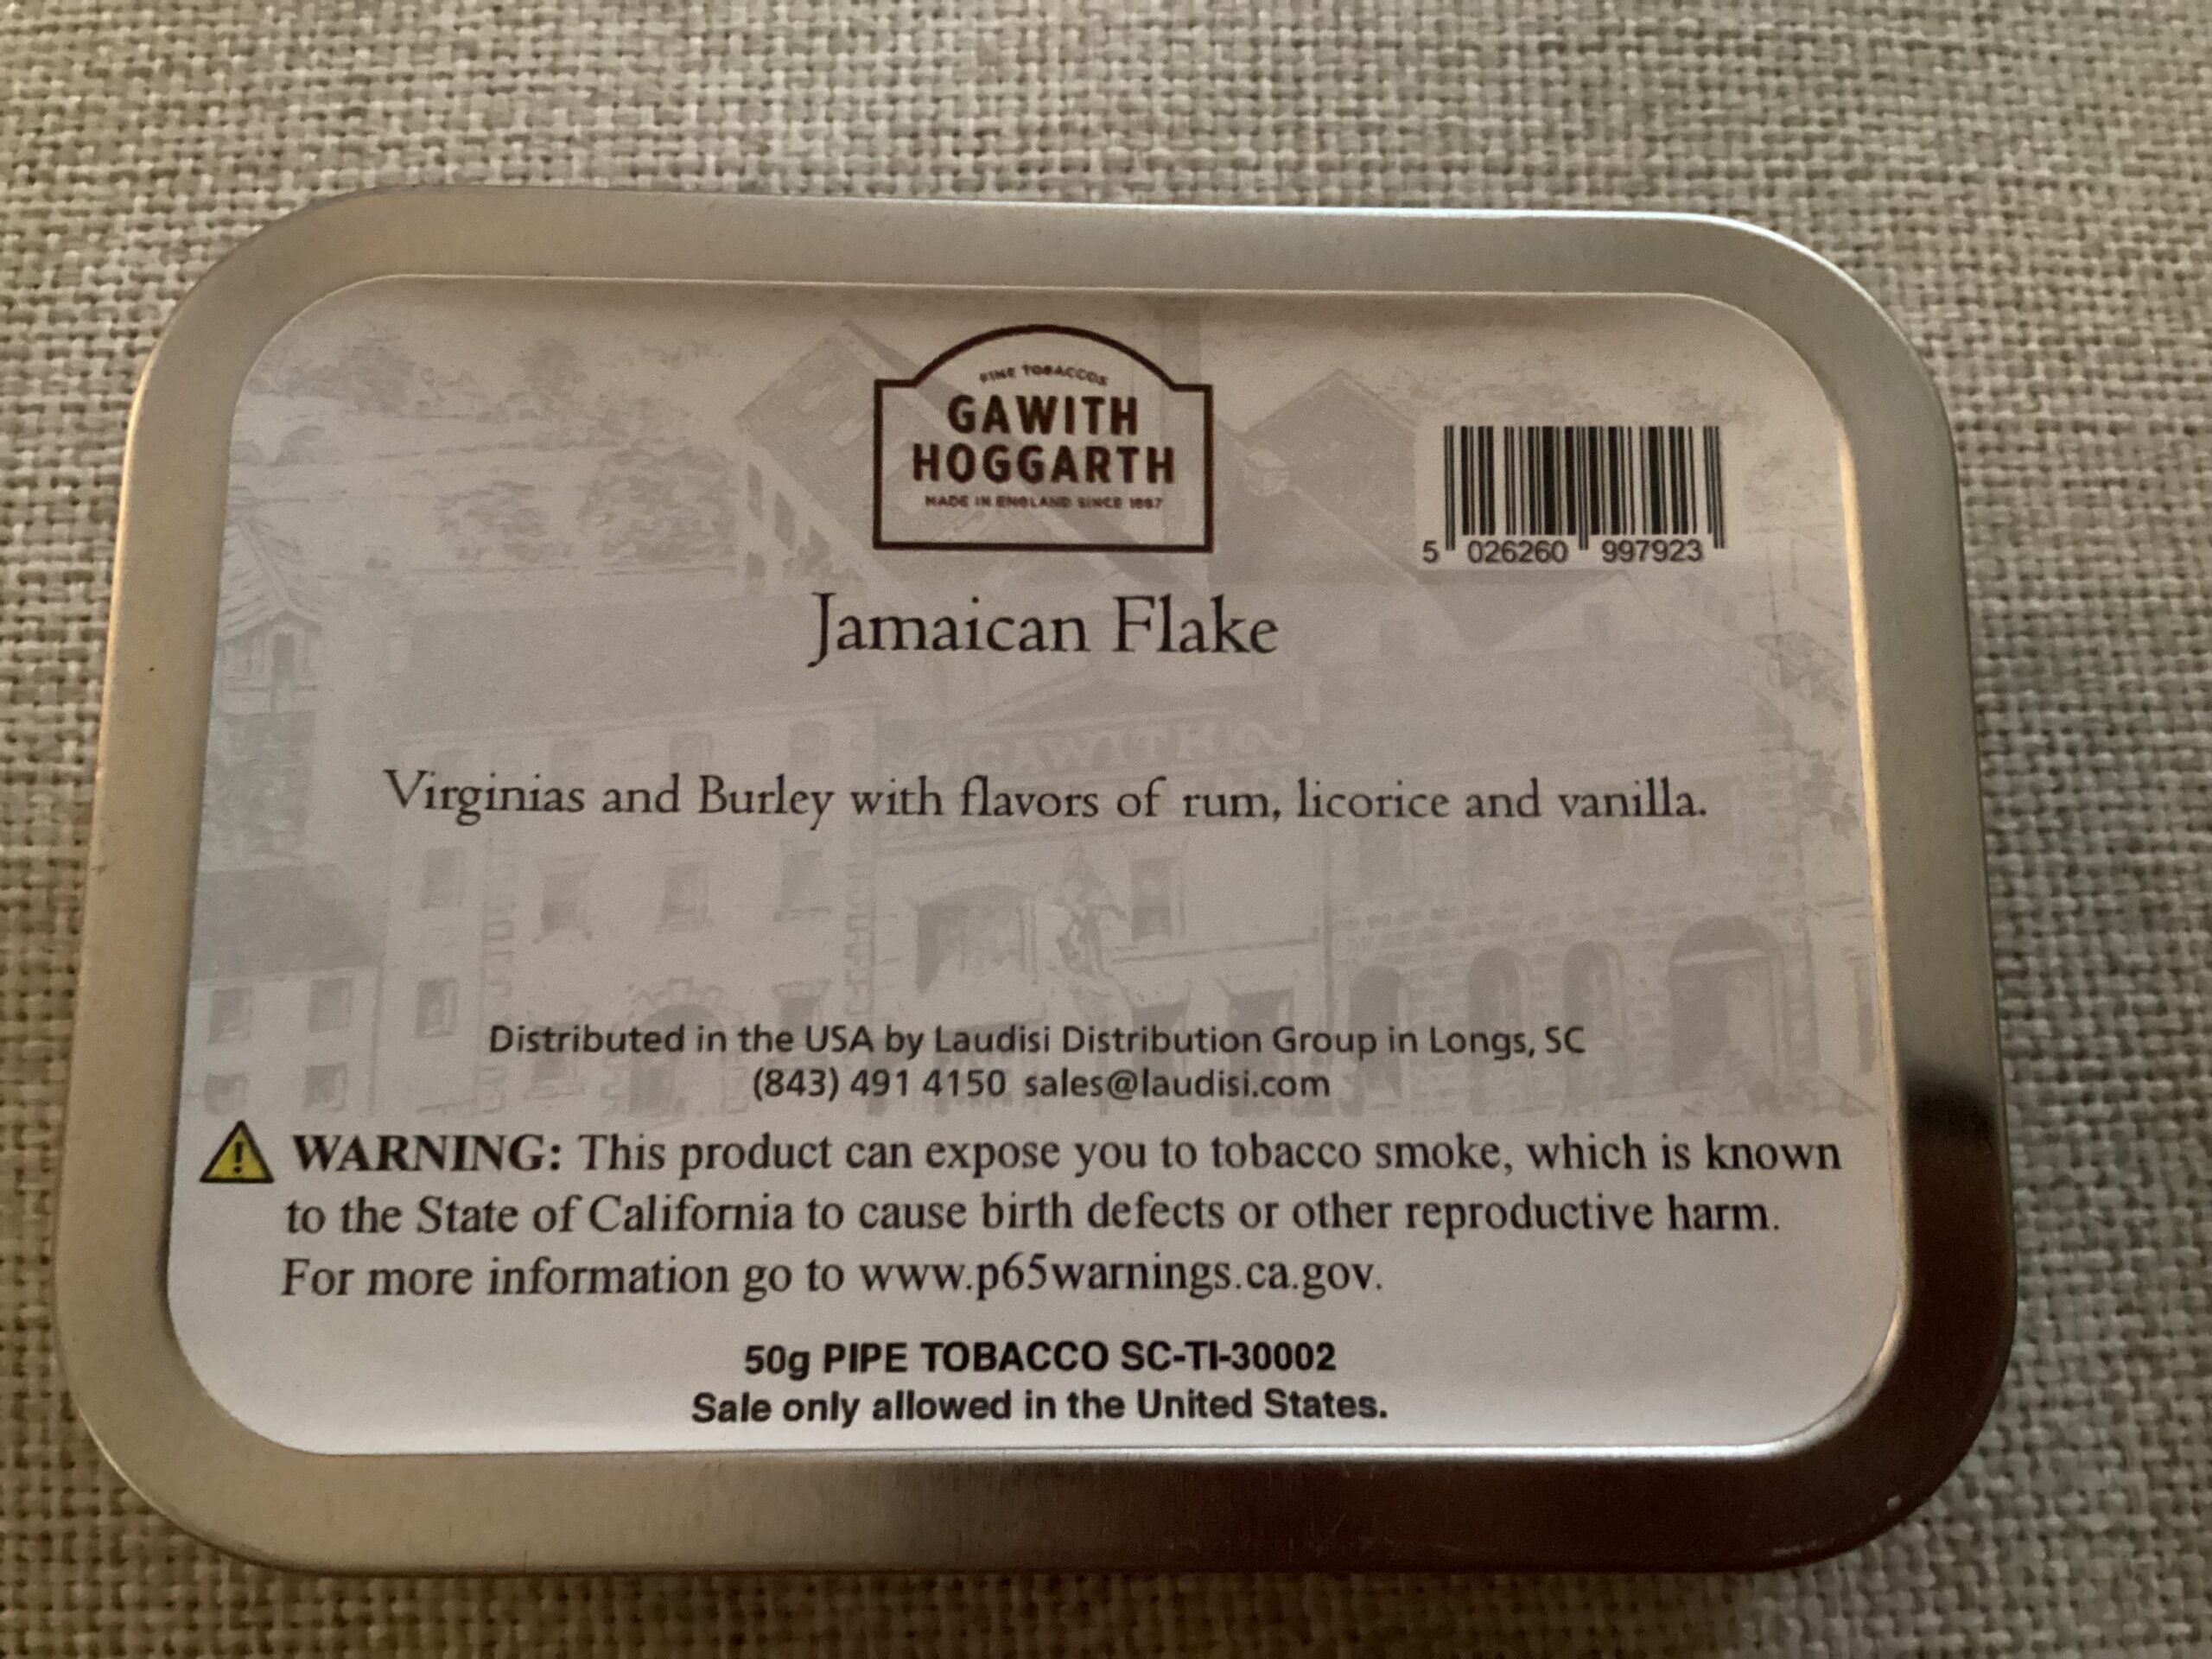 FINE TOBACCOS
GAWITH
HOGGARTH
MADE IN ENGLAND SINCE 1887
5 026260 997923
Jamaican Flake
GAWITH
Virginias and Burley with flavors of rum, licorice and vanilla.
Distributed in the USA by Laudisi Distribution Group in Longs, SC
(843) 491 4150 sales@laudisi.com
WARNING: This product can expose you to tobacco smoke, which is known
to the State of California to cause birth defects or other reproductive harm.
For more information go to www.p65warnings.ca.gov.
50g PIPE TOBACCO SC-TI-30002
Sale only allowed in the United States.